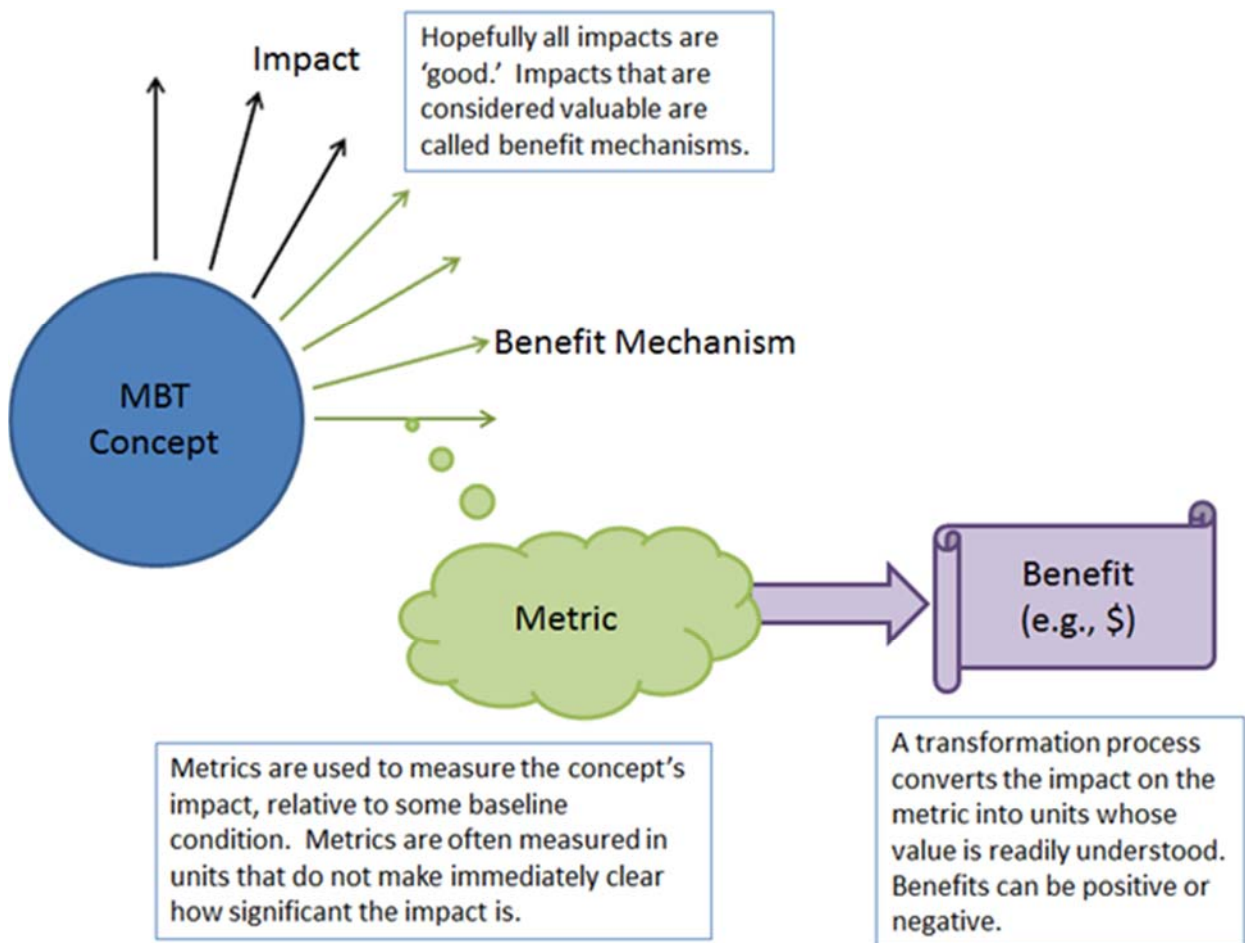 Impact
Hopefully all impacts are
‘good.’ Impacts that are
considered valuable are
called benefit mechanisms.
Benefit Mechanism
MBT
Concept
Metric
Benefit
(e.g., $)
Metrics are used to measure the concept’s
impact, relative to some baseline
condition. Metrics are often measured in
units that do not make immediately clear
how significant the impact is.
A transformation process
converts the impact on the
metric into units whose
value is readily understood.
Benefits can be positive or
negative.